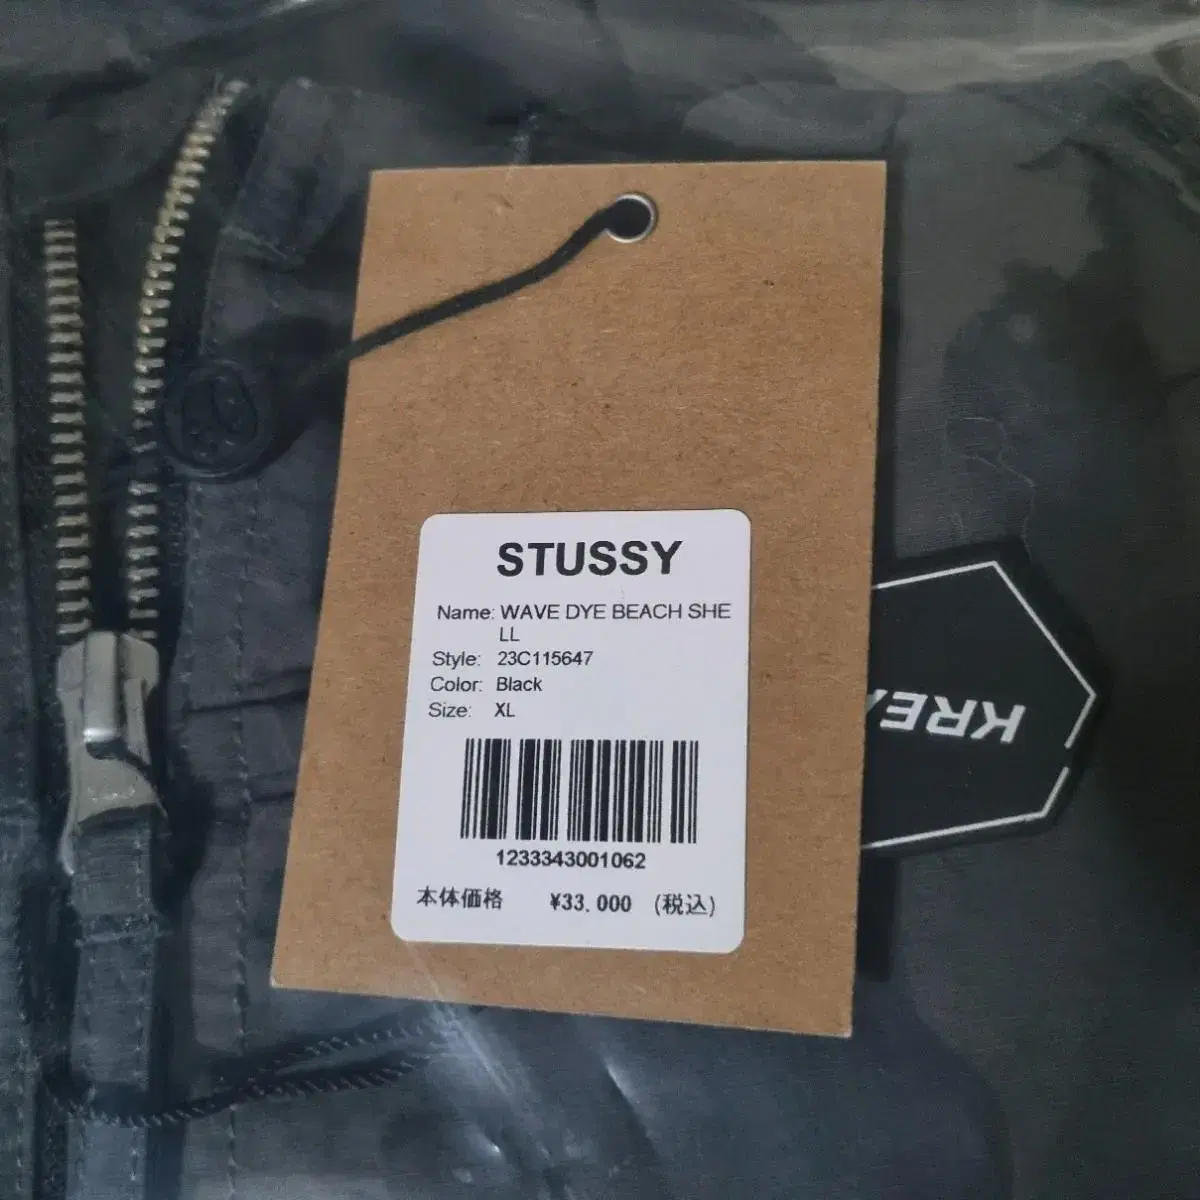 STUSSY
Name: WAVE DYE BEACH SHE
LL
Style: 23C115647
Color: Black
Size: XL
1233343001062
本体価格 ¥33,000 (税込)